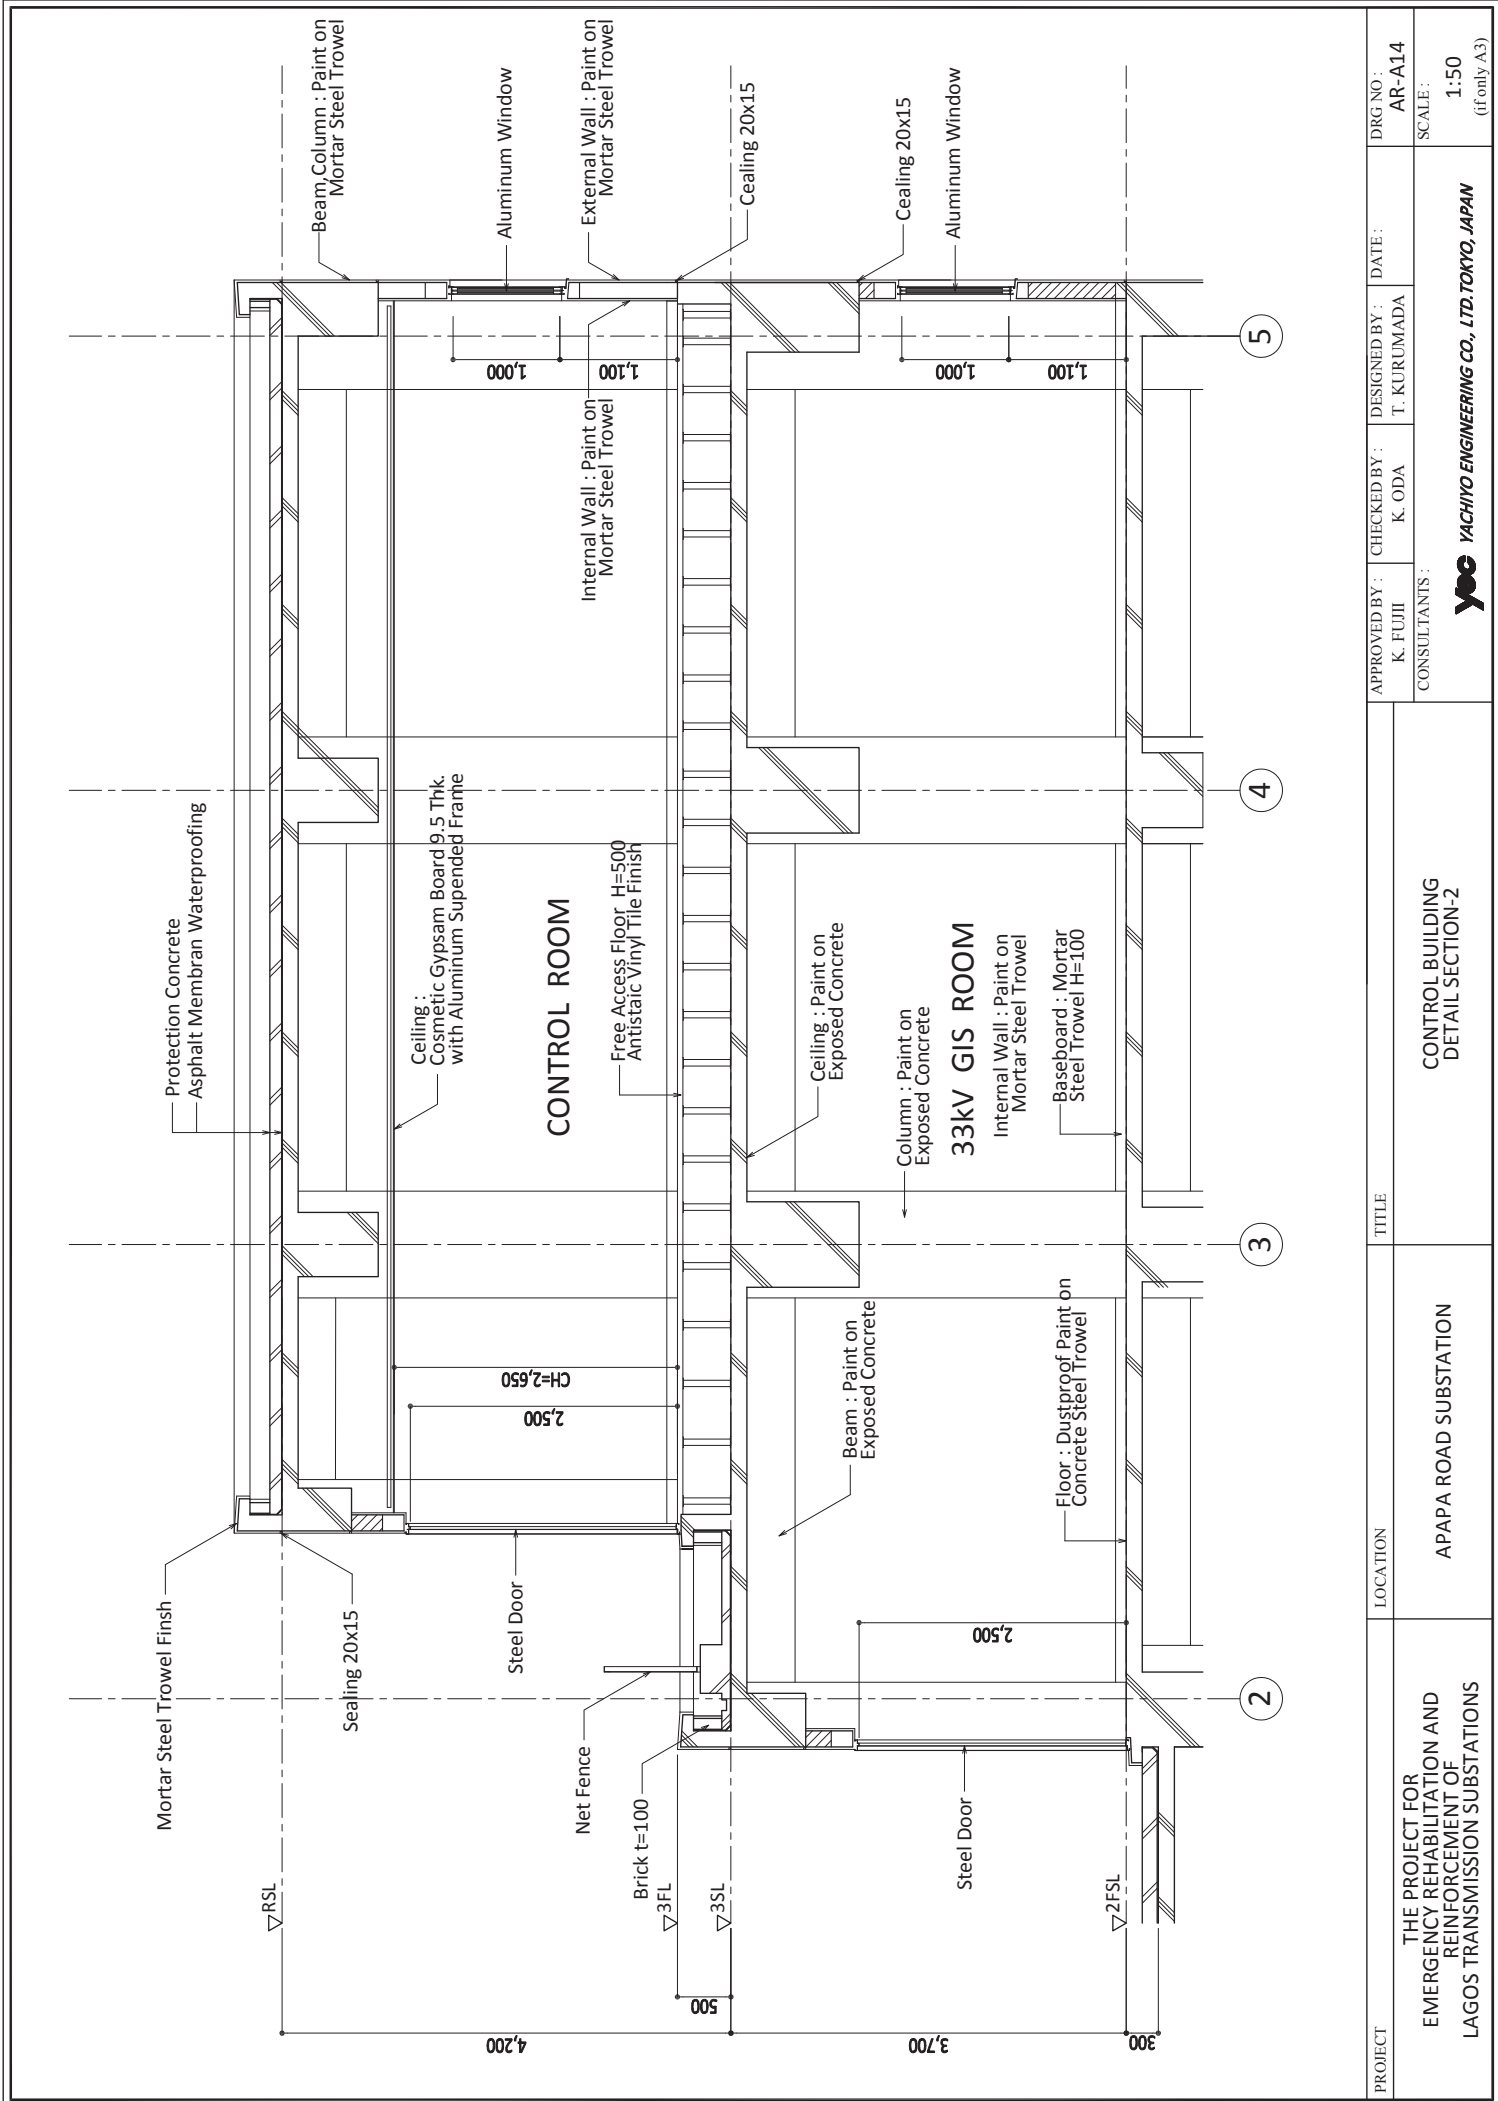 Mortar Steel Trowel Finsh
Sealing 20x15
Protection Concrete
Asphalt Membran Waterproofing
Beam,Column : Paint on
Mortar Steel Trowel
▽RSL
Ceiling :
Cosmetic Gypsam Board 9.5 Thk.
with Aluminum Supended Frame
Aluminum Window
Steel Door
CONTROL ROOM
CH=2,650
2,500
1,000
1,100
4,200
Internal Wall : Paint on
Mortar Steel Trowel
External Wall : Paint on
Mortar Steel Trowel
Net Fence
Free Access Floor H=500
Antistaic Vinyl Tile Finish
Brick t=100
▽3FL
500
▽3SL
Cealing 20x15
Ceiling : Paint on
Exposed Concrete
Beam : Paint on
Exposed Concrete
Column : Paint on
Exposed Concrete
Cealing 20x15
Aluminum Window
33kV GIS ROOM
Internal Wall : Paint on
Mortar Steel Trowel
Steel Door
2,500
1,000
1,100
3,700
Floor : Dustproof Paint on
Concrete Steel Trowel
Baseboard : Mortar
Steel Trowel H=100
▽2FSL
300
2
3
4
5
PROJECT
THE PROJECT FOR
EMERGENCY REHABILITATION AND
REINFORCEMENT OF
LAGOS TRANSMISSION SUBSTATIONS
LOCATION
APAPA ROAD SUBSTATION
TITLE
CONTROL BUILDING
DETAIL SECTION-2
APPROVED BY :
K. FUJII
CHECKED BY :
K. ODA
DESIGNED BY :
T. KURUMADA
DATE :
DRG NO :
AR-A14
CONSULTANTS :
yec YACHIYO ENGINEERING CO., LTD.TOKYO, JAPAN
SCALE :
1:50
(if only A3)